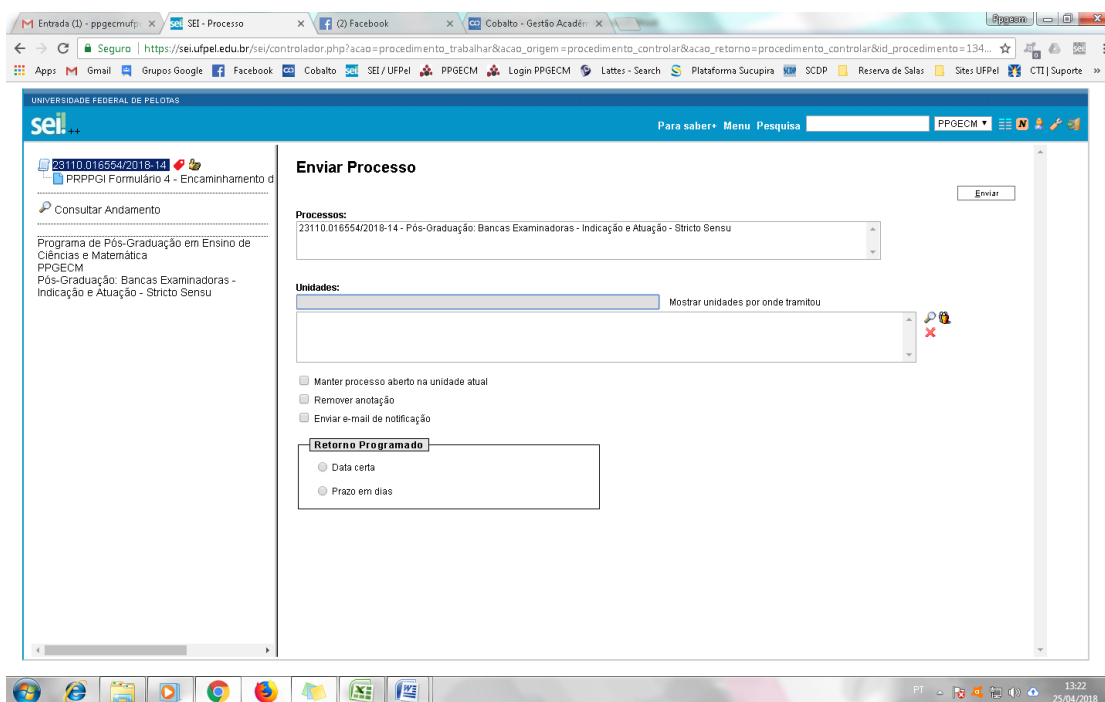 Entrada (1) - ppgecmufp
SEI - Processo
(2) Facebook
Cobalto - Gestão Acadêm
Ppgecm
Seguro | https://sei.ufpel.edu.br/sei/controlador.php?acao=procedimento_trabalhar&acao_origem=procedimento_controlar&acao_retorno=procedimento_controlar&id_procedimento=134...
Apps Gmail Grupos Google Facebook Cobalto SEI / UFPel PPGECM Login PPGECM Lattes - Search Plataforma Sucupira SCDP Reserva de Salas Sites UFPel CTI | Suporte »
UNIVERSIDADE FEDERAL DE PELOTAS
sei! ++
Para saber+ Menu Pesquisa PPGECM
23110.016554/2018-14
PRPPGI Formulário 4 - Encaminhamento d
Consultar Andamento
Programa de Pós-Graduação em Ensino de
Ciências e Matemática
PPGECM
Pós-Graduação: Bancas Examinadoras -
Indicação e Atuação - Stricto Sensu
Enviar Processo
Enviar
Processos:
23110.016554/2018-14 - Pós-Graduação: Bancas Examinadoras - Indicação e Atuação - Stricto Sensu
Unidades:
Mostrar unidades por onde tramitou
Manter processo aberto na unidade atual
Remover anotação
Enviar e-mail de notificação
Retorno Programado
Data certa
Prazo em dias
PT
13:22
25/04/2018